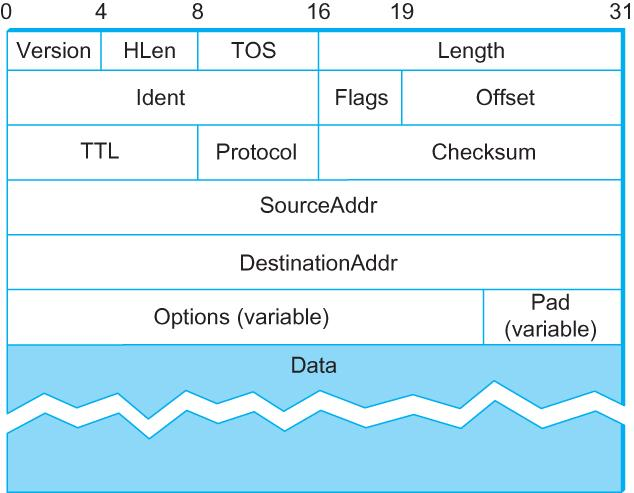 0 4 8 16 19 31
Version HLen TOS Length
Ident Flags Offset
TTL Protocol Checksum
SourceAddr
DestinationAddr
Options (variable) Pad
(variable)
Data